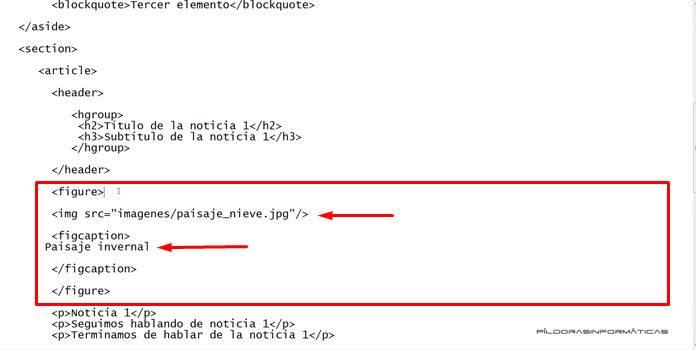 <blockquote>Tercer elemento</blockquote>
</aside>
<section>
<article>
<header>
<hgroup>
<h2>Título de la noticia 1</h2>
<h3>Subtítulo de la noticia 1</h3>
</hgroup>
</header>
<figure>
<img src="imagenes/paisaje_nieve.jpg"/>
<figcaption>
Paisaje invernal
</figcaption>
</figure>
<p>Noticia 1</p>
<p>Seguimos hablando de noticia 1</p>
<p>Terminamos de hablar de la noticia 1</p>
PÍLDORASINFORMÁTICAS